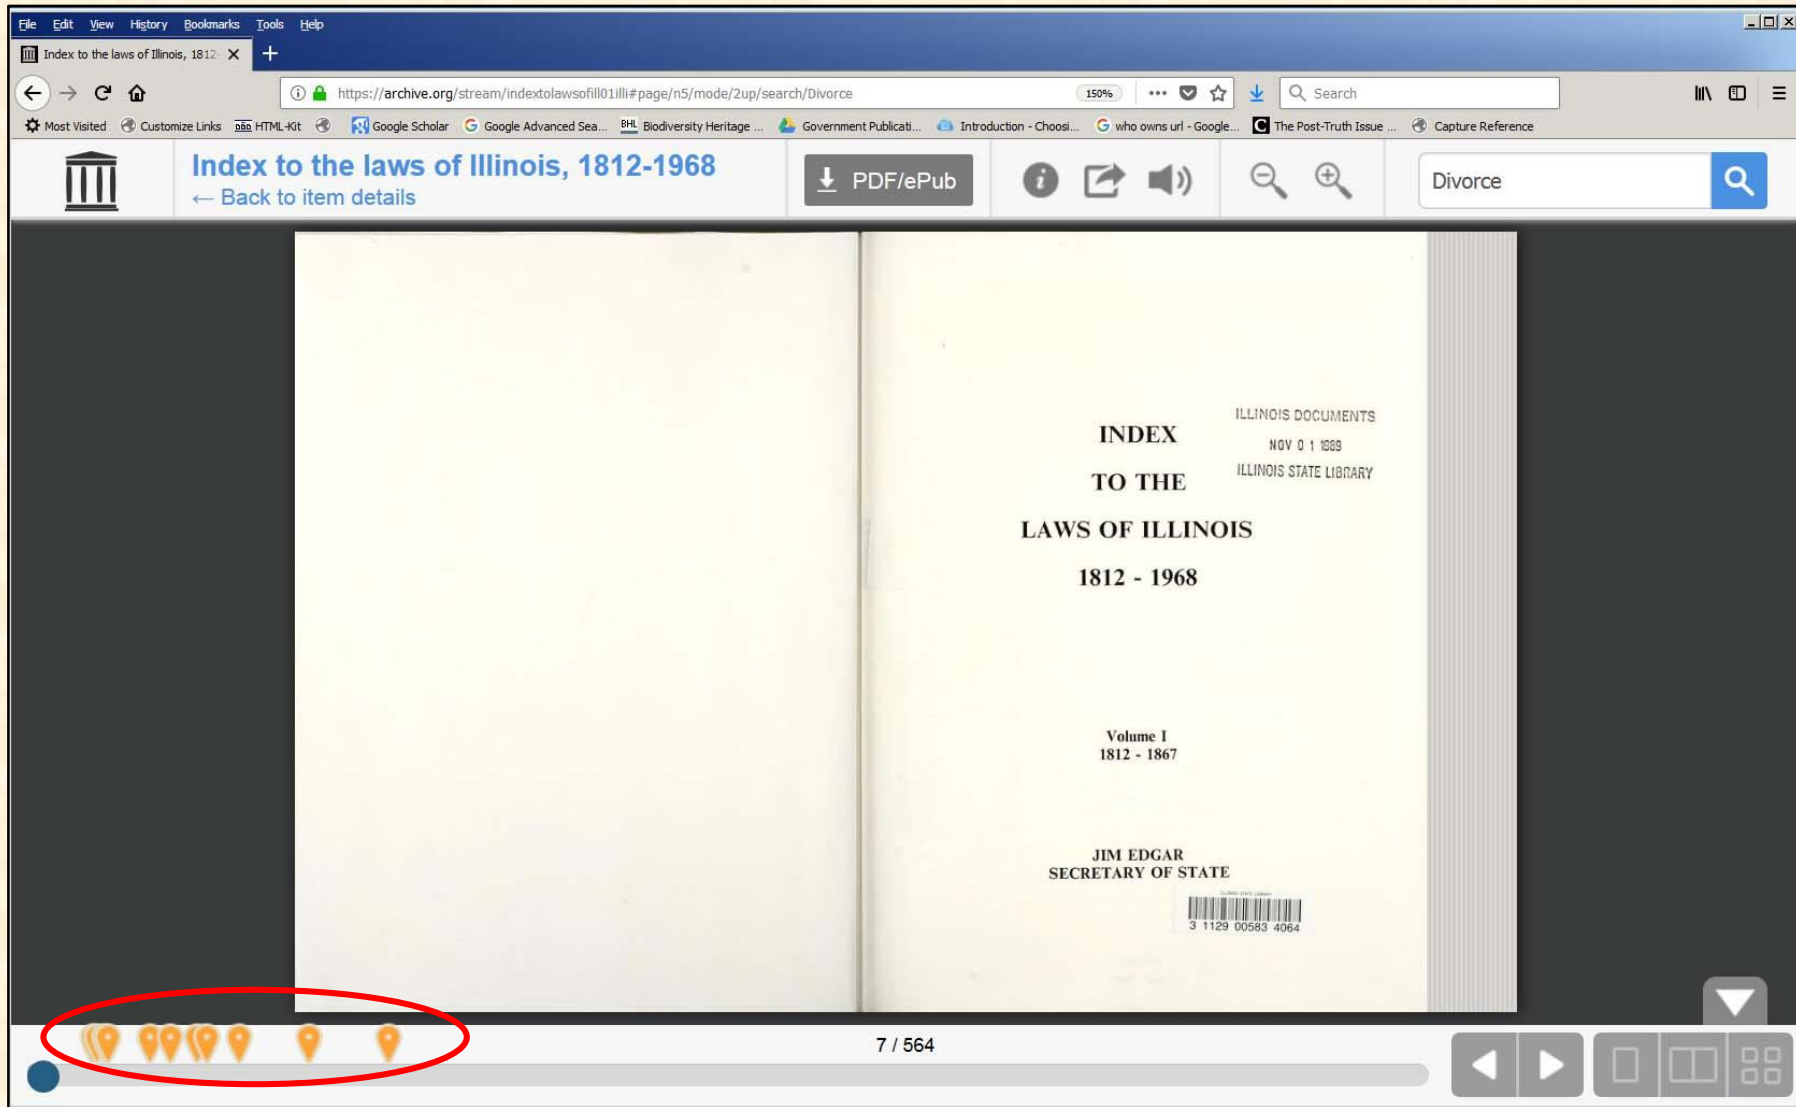 File Edit View History Bookmarks Tools Help
Index to the laws of Illinois, 1812-
https://archive.org/stream/indextolawsofill01illi#page/n5/mode/2up/search/Divorce 150% Search
Most Visited Customize Links HTML-Kit Google Scholar Google Advanced Sea... BHL Biodiversity Heritage ... Government Publicati... Introduction - Choosi... who owns url - Google... The Post-Truth Issue ... Capture Reference
Index to the laws of Illinois, 1812-1968
← Back to item details
PDF/ePub
Divorce
ILLINOIS DOCUMENTS
NOV 0 1 1989
ILLINOIS STATE LIBRARY
INDEX
TO THE
LAWS OF ILLINOIS
1812 - 1968
Volume I
1812 - 1867
JIM EDGAR
SECRETARY OF STATE
3 1129 00583 4064
7 / 564